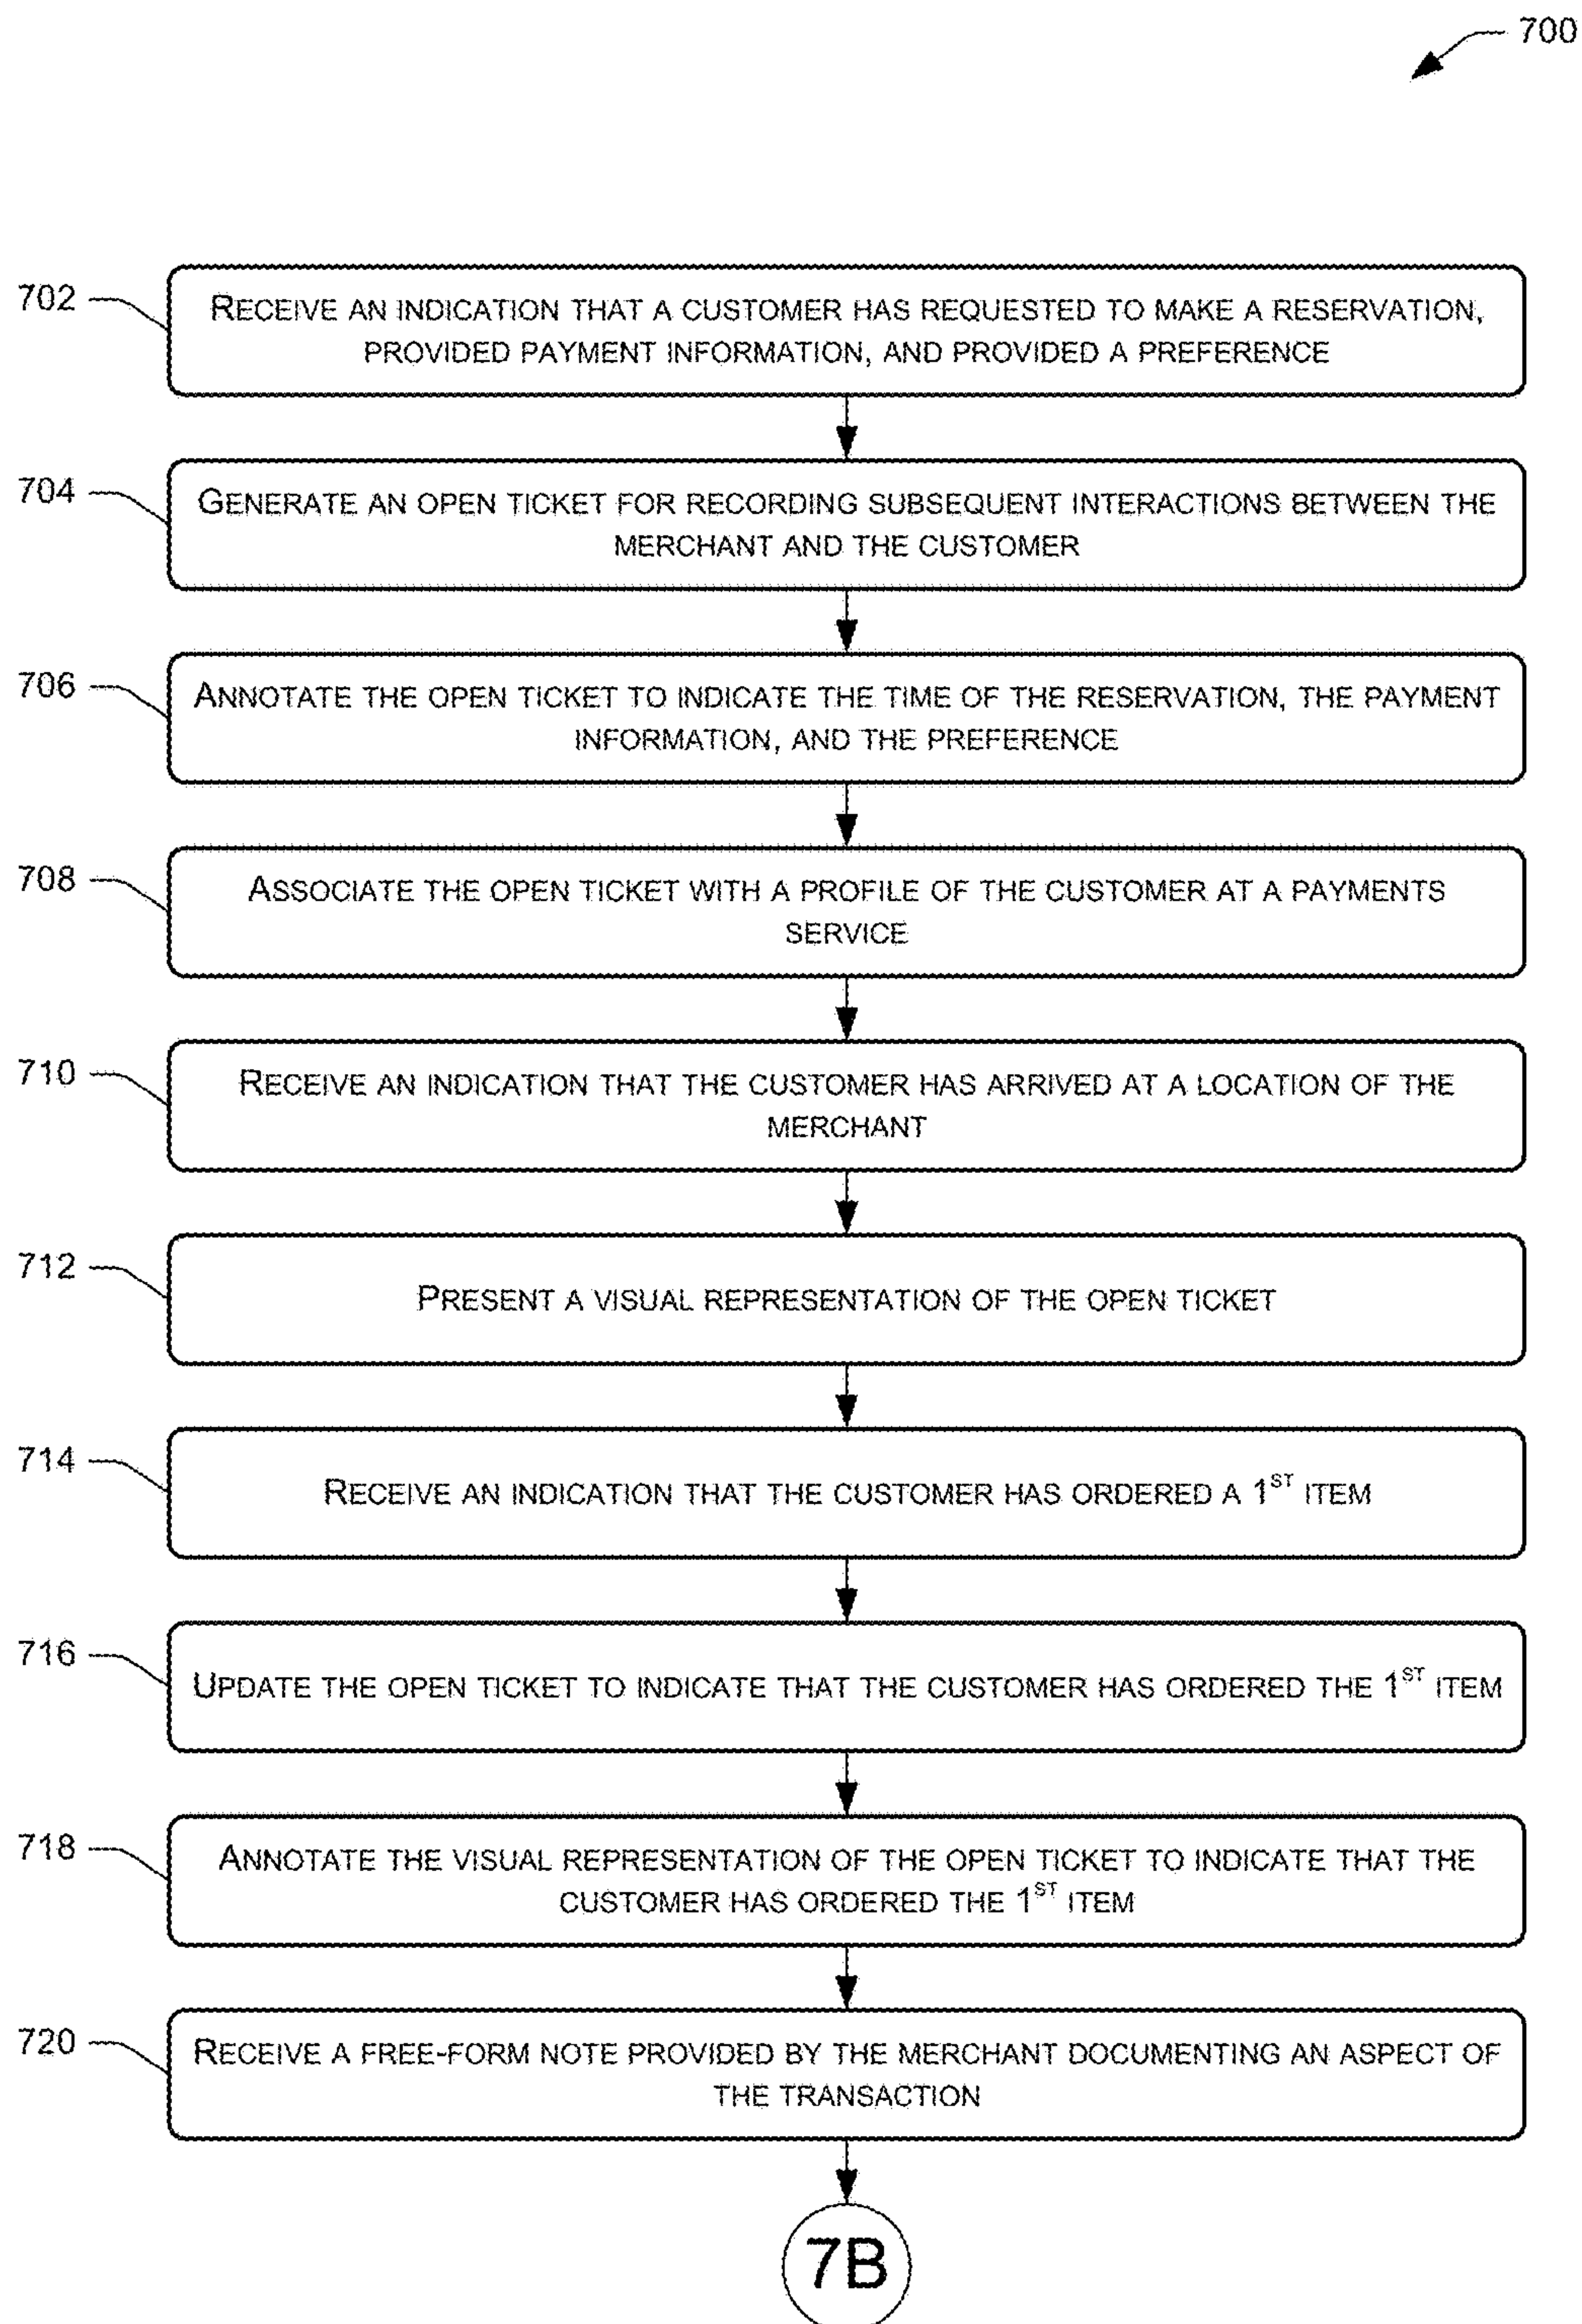 700
702
RECEIVE AN INDICATION THAT A CUSTOMER HAS REQUESTED TO MAKE A RESERVATION,
PROVIDED PAYMENT INFORMATION, AND PROVIDED A PREFERENCE
704
GENERATE AN OPEN TICKET FOR RECORDING SUBSEQUENT INTERACTIONS BETWEEN THE
MERCHANT AND THE CUSTOMER
706
ANNOTATE THE OPEN TICKET TO INDICATE THE TIME OF THE RESERVATION, THE PAYMENT
INFORMATION, AND THE PREFERENCE
708
ASSOCIATE THE OPEN TICKET WITH A PROFILE OF THE CUSTOMER AT A PAYMENTS
SERVICE
710
RECEIVE AN INDICATION THAT THE CUSTOMER HAS ARRIVED AT A LOCATION OF THE
MERCHANT
712
PRESENT A VISUAL REPRESENTATION OF THE OPEN TICKET
714
RECEIVE AN INDICATION THAT THE CUSTOMER HAS ORDERED A 1ST ITEM
716
UPDATE THE OPEN TICKET TO INDICATE THAT THE CUSTOMER HAS ORDERED THE 1ST ITEM
718
ANNOTATE THE VISUAL REPRESENTATION OF THE OPEN TICKET TO INDICATE THAT THE
CUSTOMER HAS ORDERED THE 1ST ITEM
720
RECEIVE A FREE-FORM NOTE PROVIDED BY THE MERCHANT DOCUMENTING AN ASPECT OF
THE TRANSACTION
7B